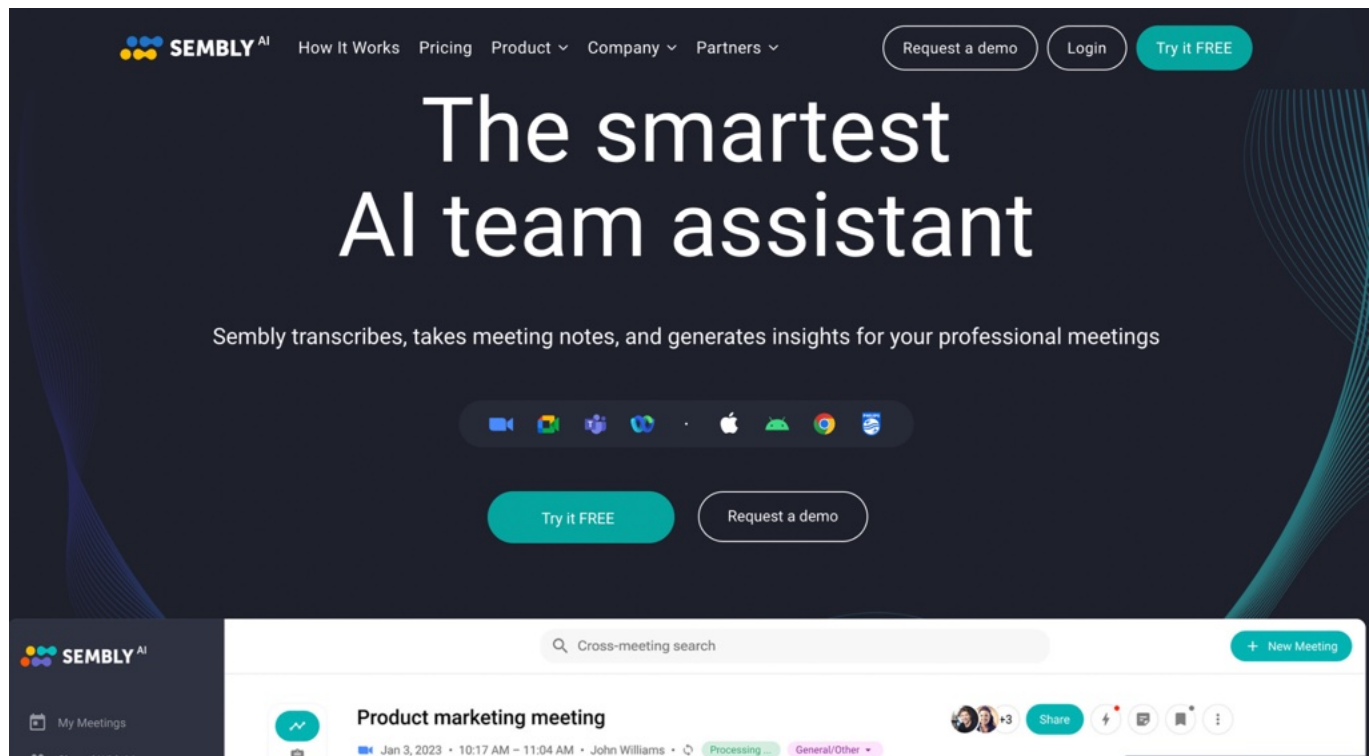 SEMBLY AI
How It Works Pricing Product Company Partners
Request a demo Login Try it FREE
The smartest
AI team assistant
Sembly transcribes, takes meeting notes, and generates insights for your professional meetings
Try it FREE Request a demo
SEMBLY AI
Cross-meeting search
+ New Meeting
My Meetings
Product marketing meeting
+3 Share
Jan 3, 2023 • 10:17 AM – 11:04 AM • John Williams • Processing ... General/Other